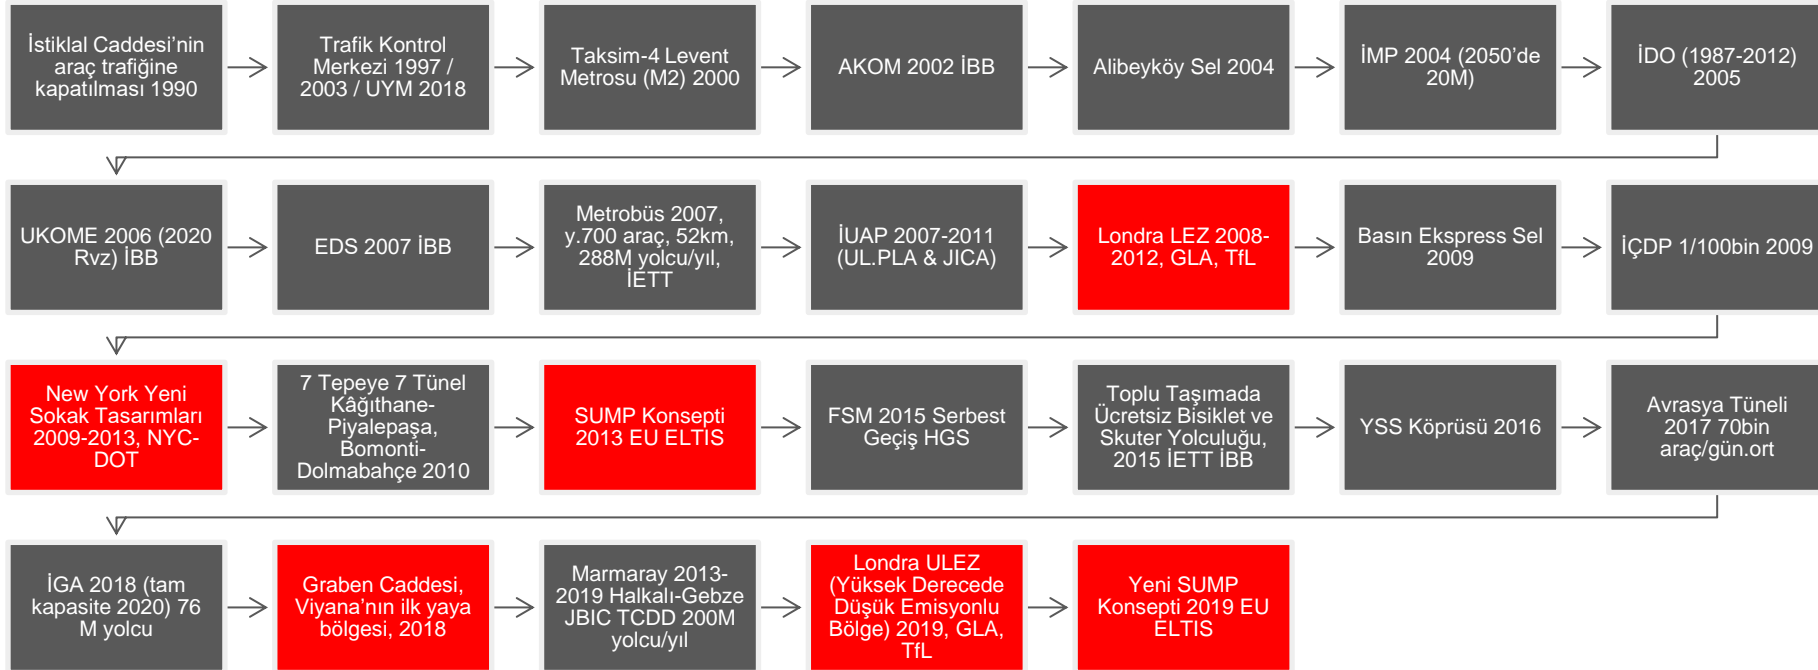 İstiklal Caddesi’nin
araç trafiğine
kapatılması 1990
Trafik Kontrol
Merkezi 1997 /
2003 / UYM 2018
Taksim-4 Levent
Metrosu (M2) 2000
AKOM 2002 İBB
Alibeyköy Sel 2004
İMP 2004 (2050’de
20M)
İDO (1987-2012)
2005
UKOME 2006 (2020
Rvz) İBB
EDS 2007 İBB
Metrobüs 2007,
y.700 araç, 52km,
288M yolcu/yıl,
İETT
İUAP 2007-2011
(UL.PLA & JICA)
Londra LEZ 2008-
2012, GLA, TfL
Basın Ekspress Sel
2009
İÇDP 1/100bin 2009
New York Yeni
Sokak Tasarımları
2009-2013, NYC-
DOT
7 Tepeye 7 Tünel
Kâğıthane-
Piyalepaşa,
Bomonti-
Dolmabahçe 2010
SUMP Konsepti
2013 EU ELTIS
FSM 2015 Serbest
Geçiş HGS
Toplu Taşımada
Ücretsiz Bisiklet ve
Skuter Yolculuğu,
2015 İETT İBB
YSS Köprüsü 2016
Avrasya Tüneli
2017 70bin
araç/gün.ort
İGA 2018 (tam
kapasite 2020) 76
M yolcu
Graben Caddesi,
Viyana’nın ilk yaya
bölgesi, 2018
Marmaray 2013-
2019 Halkalı-Gebze
JBIC TCDD 200M
yolcu/yıl
Londra ULEZ
(Yüksek Derecede
Düşük Emisyonlu
Bölge) 2019, GLA,
TfL
Yeni SUMP
Konsepti 2019 EU
ELTIS